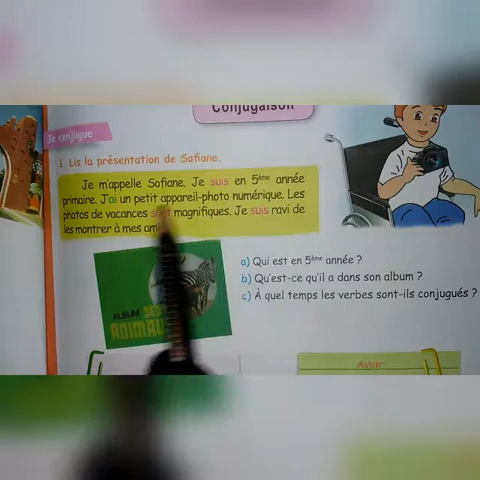 Conjugaison
Je conjugue
1. Lis la présentation de Sofiane.
Je m'appelle Sofiane. Je suis en 5ème année
primaire. J'ai un petit appareil-photo numérique. Les
photos de vacances sont magnifiques. Je suis ravi de
les montrer à mes
a) Qui est en 5ème année ?
b) Qu'est-ce qu'il a dans son album ?
c) À quel temps les verbes sont-ils conjugués ?
ALBUM DES
ANIMAU
Avoir